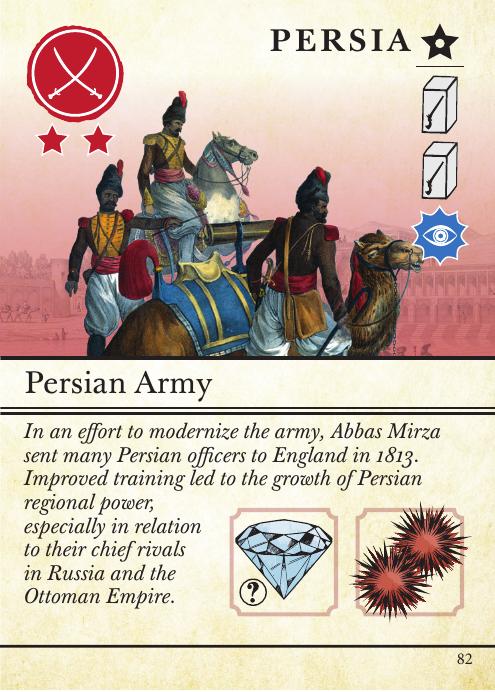 PERSIA
Persian Army
In an effort to modernize the army, Abbas Mirza
sent many Persian officers to England in 1813.
Improved training led to the growth of Persian
regional power,
especially in relation
to their chief rivals
in Russia and the
Ottoman Empire.
?
82